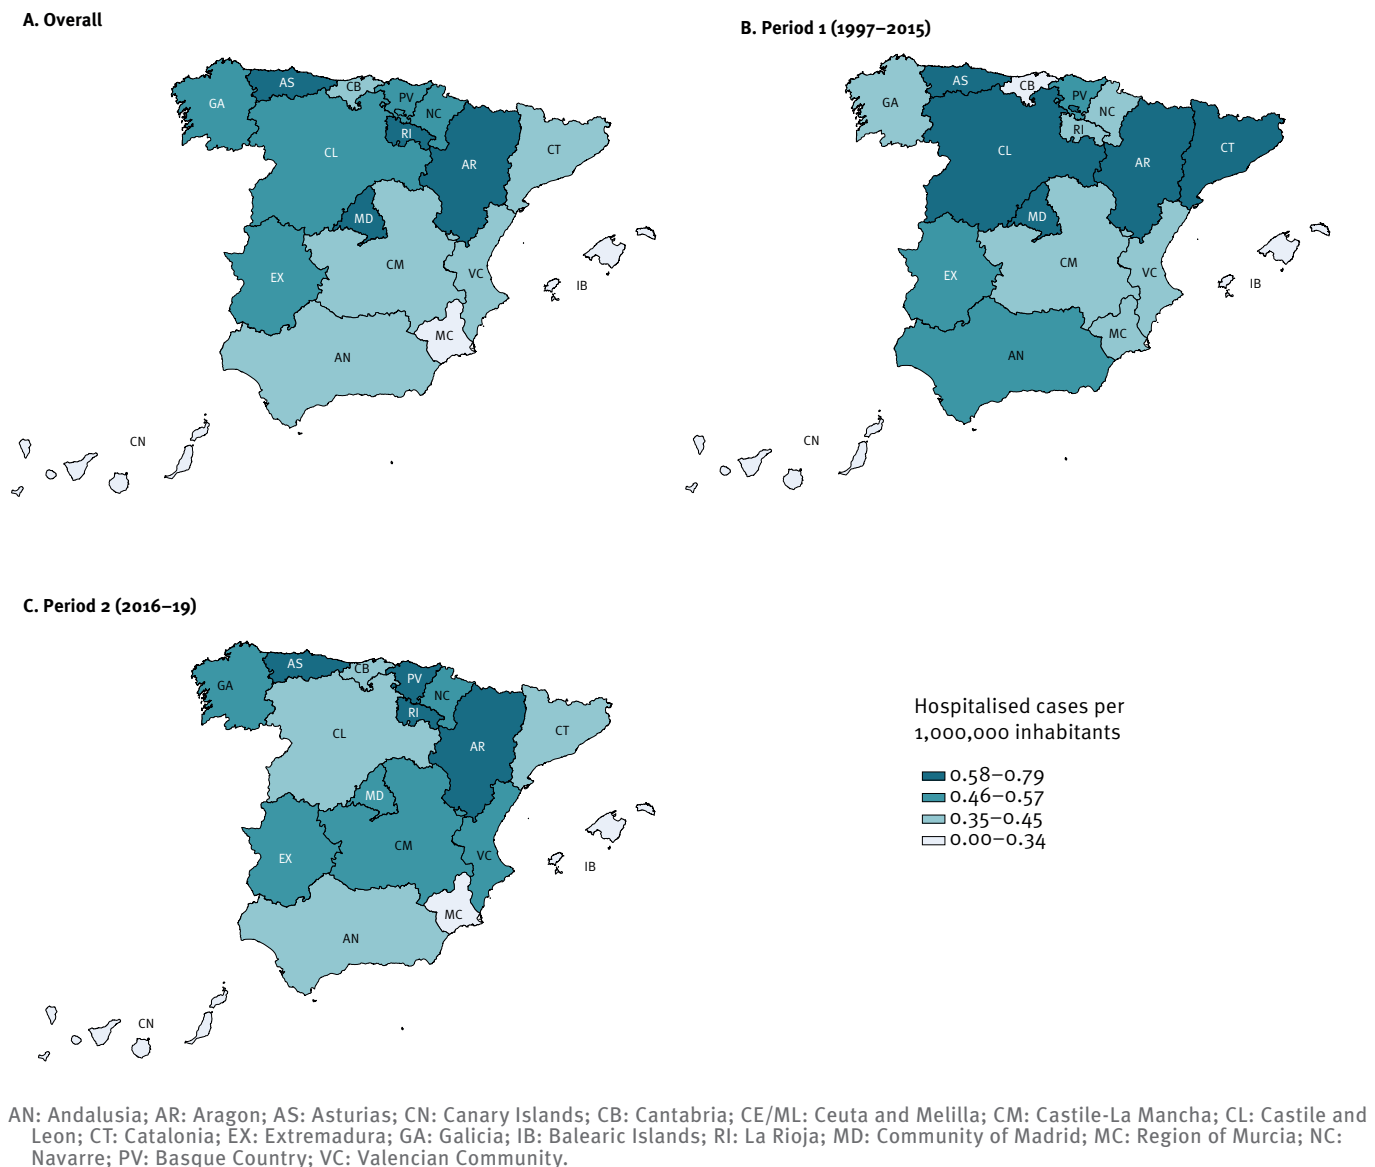 A. Overall
AS
CB
PV
NC
GA
RI
CL
AR
CT
MD
CM
EX
VC
IB
MC
AN
CN
B. Period 1 (1997–2015)
AS
CB
PV
NC
GA
RI
CL
AR
CT
MD
CM
EX
VC
IB
MC
AN
CN
C. Period 2 (2016–19)
AS
CB
PV
NC
GA
RI
CL
AR
CT
MD
CM
EX
VC
IB
MC
AN
CN
Hospitalised cases per
1,000,000 inhabitants
0.58–0.79
0.46–0.57
0.35–0.45
0.00–0.34
AN: Andalusia; AR: Aragon; AS: Asturias; CN: Canary Islands; CB: Cantabria; CE/ML: Ceuta and Melilla; CM: Castile-La Mancha; CL: Castile and
Leon; CT: Catalonia; EX: Extremadura; GA: Galicia; IB: Balearic Islands; RI: La Rioja; MD: Community of Madrid; MC: Region of Murcia; NC:
Navarre; PV: Basque Country; VC: Valencian Community.